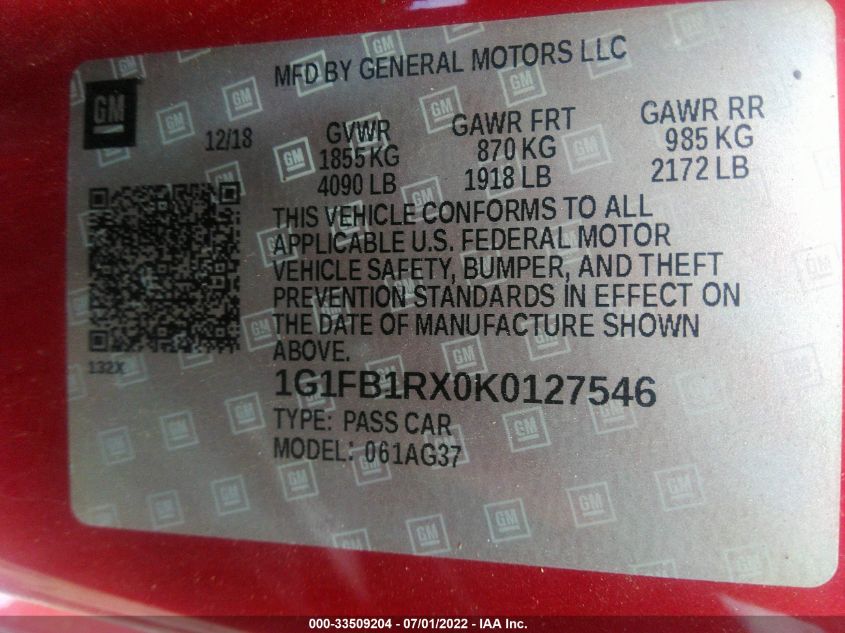 MFD BY GENERAL MOTORS LLC
GM
12/18
GVWR
1855 KG
4090 LB
GAWR FRT
870 KG
1918 LB
GAWR RR
985 KG
2172 LB
THIS VEHICLE CONFORMS TO ALL
APPLICABLE U.S. FEDERAL MOTOR
VEHICLE SAFETY, BUMPER, AND THEFT
PREVENTION STANDARDS IN EFFECT ON
THE DATE OF MANUFACTURE SHOWN
ABOVE.
132X
1G1FB1RX0K0127546
TYPE: PASS CAR
MODEL: 061AG37
000-33509204 - 07/01/2022 - IAA Inc.